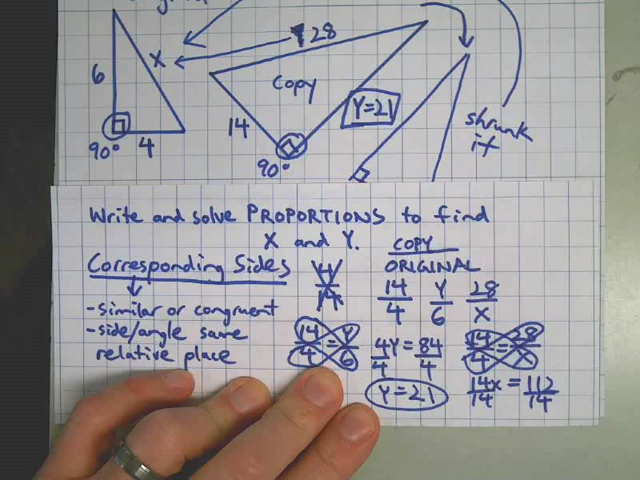 28
6
X
COPY
Y=21
14
90°
4
90°
shrunk
it
Write and solve PROPORTIONS to find
X and Y.
Corresponding Sides
-similar or congruent
-side/angle same
relative place
COPY
ORIGINAL
14/4 Y/6 28/X
14/4 = Y/6
4Y/4 = 84/4
Y=21
14/4 = 28/X
14X/14 = 112/14